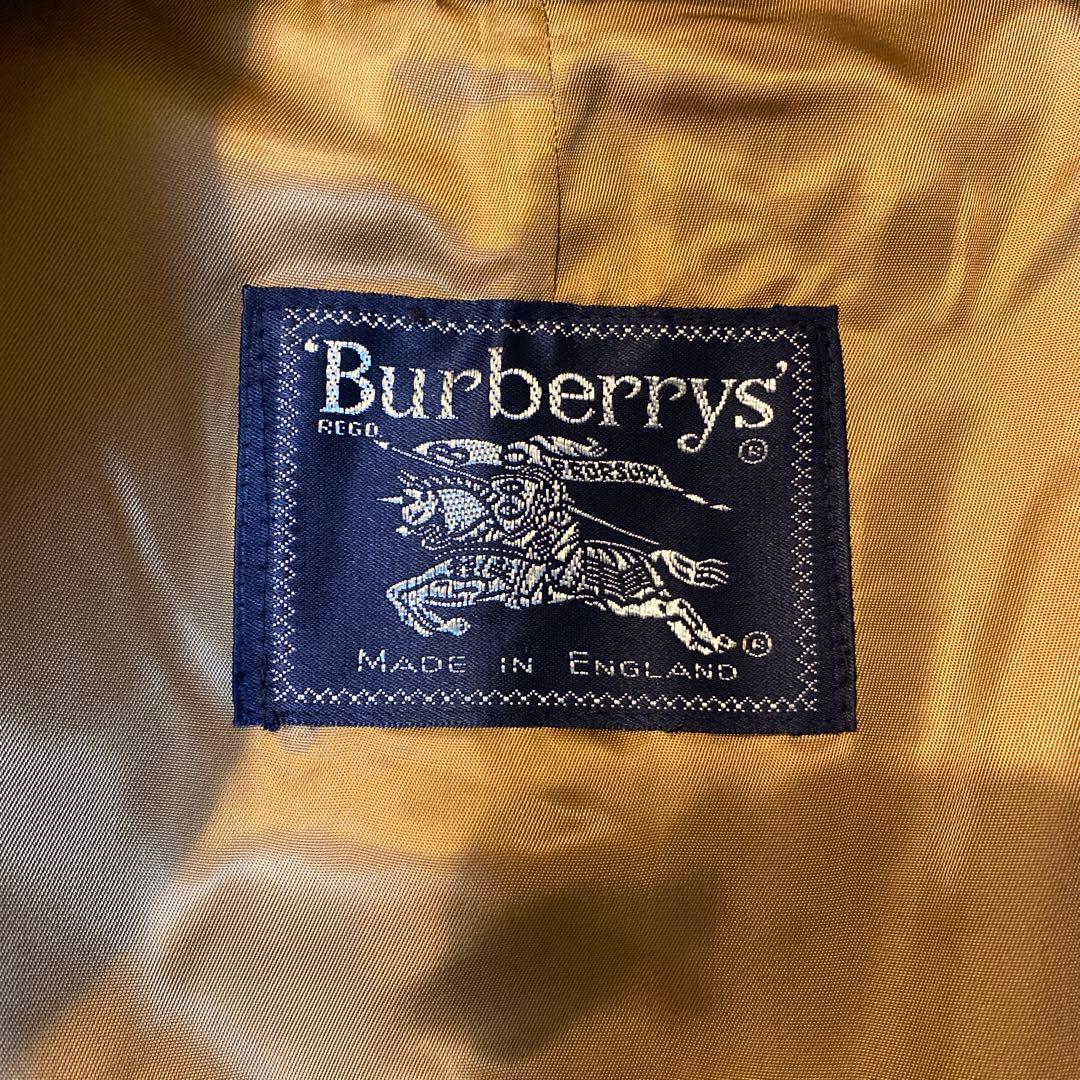 'Burberrys'
REGD
®
PRORSUM
®
MADE IN ENGLAND